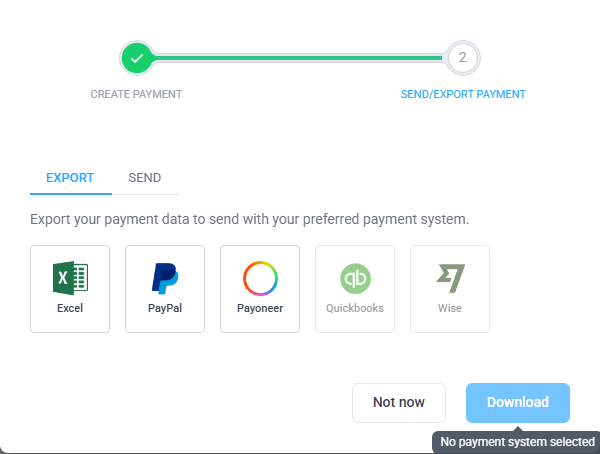 2
CREATE PAYMENT
SEND/EXPORT PAYMENT
EXPORT
SEND
Export your payment data to send with your preferred payment system.
X
qb
Excel
PayPal
Payoneer
Quickbooks
Wise
Not now
Download
No payment system selected